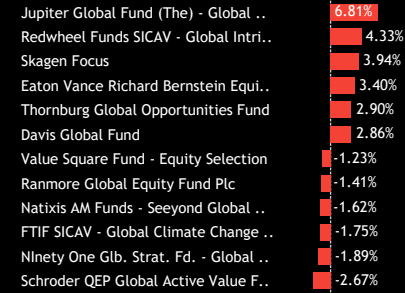 Jupiter Global Fund (The) - Global .. 6.81%
Redwheel Funds SICAV - Global Intri.. 4.33%
Skagen Focus 3.94%
Eaton Vance Richard Bernstein Equi.. 3.40%
Thornburg Global Opportunities Fund 2.90%
Davis Global Fund 2.86%
Value Square Fund - Equity Selection -1.23%
Ranmore Global Equity Fund Plc -1.41%
Natixis AM Funds - Seeyond Global .. -1.62%
FTIF SICAV - Global Climate Change .. -1.75%
NInety One Glb. Strat. Fd. - Global .. -1.89%
Schroder QEP Global Active Value F.. -2.67%